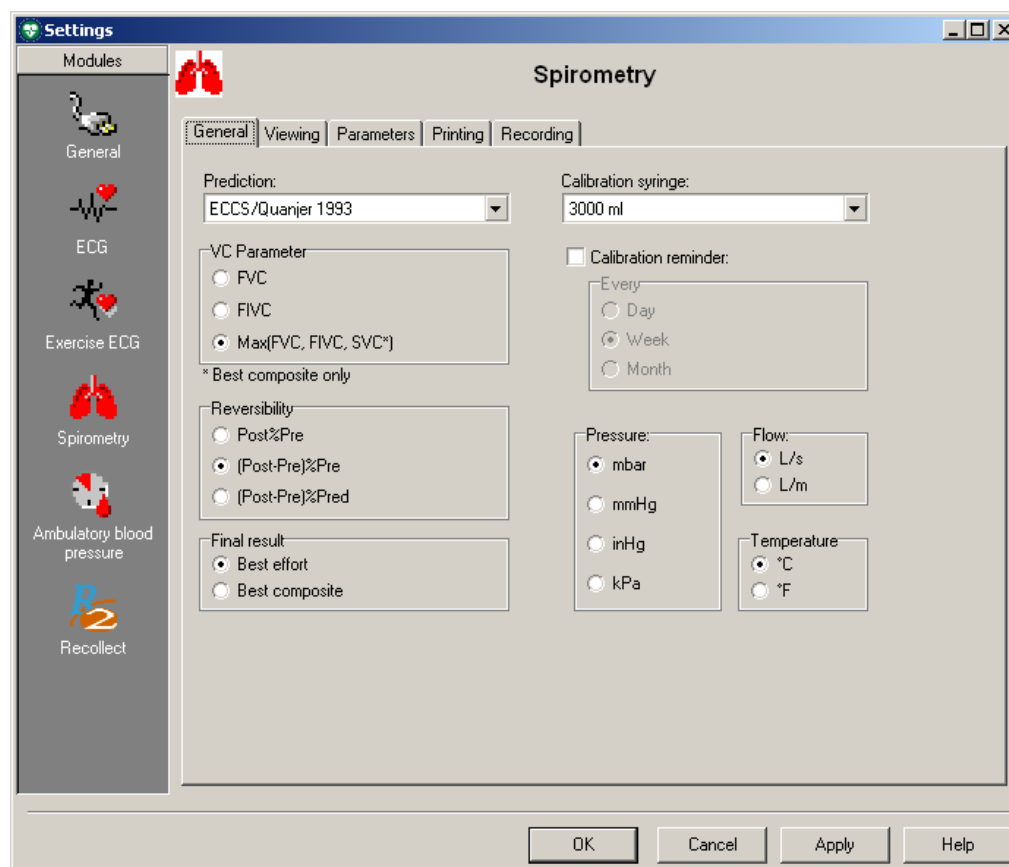 Settings
Modules
General
ECG
Exercise ECG
Spirometry
Ambulatory blood
pressure
R2
Recollect
Spirometry
General Viewing Parameters Printing Recording
Prediction:
ECCS/Quanjer 1993
VC Parameter
FVC
FIVC
Max(FVC, FIVC, SVC*)
* Best composite only
Reversibility
Post%Pre
(Post-Pre)%Pre
(Post-Pre)%Pred
Final result
Best effort
Best composite
Calibration syringe:
3000 ml
Calibration reminder:
Every
Day
Week
Month
Pressure:
mbar
mmHg
inHg
kPa
Flow:
L/s
L/m
Temperature
°C
°F
OK Cancel Apply Help